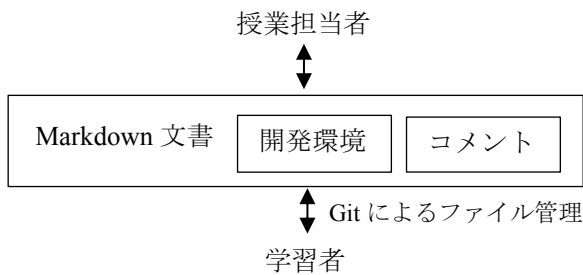 授業担当者
Markdown 文書
開発環境
コメント
Git によるファイル管理
学習者